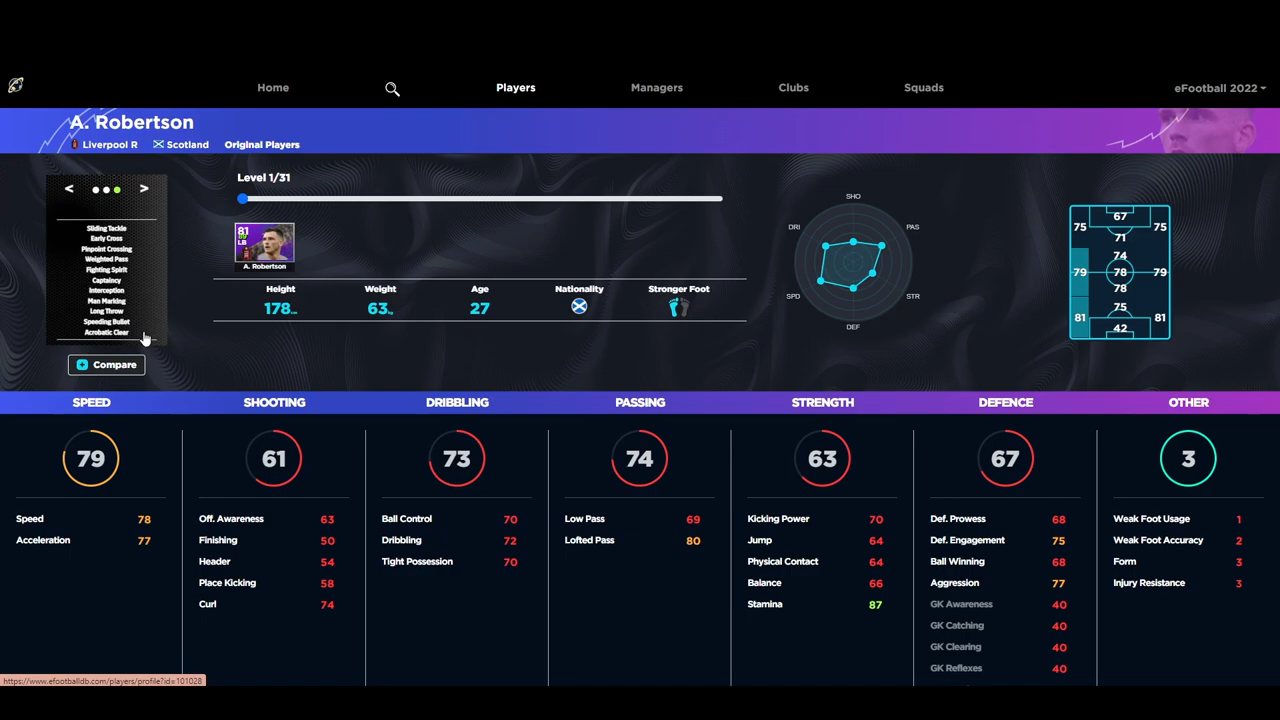 Home
Players
Managers
Clubs
Squads
eFootball 2022
A. Robertson
Liverpool R
Scotland
Original Players
< >
Sliding Tackle
Early Cross
Pinpoint Crossing
Weighted Pass
Fighting Spirit
Captaincy
Interception
Man Marking
Long Throw
Speeding Bullet
Acrobatic Clear
Compare
Level 1/31
81
89
LB
A. Robertson
Height Weight Age Nationality Stronger Foot
178cm 63kg 27
SHO
DRI PAS
SPD STR
DEF
67
75 75
71
74
79 78 79
78
75
81 81
42
SPEED SHOOTING DRIBBLING PASSING STRENGTH DEFENCE OTHER
79 61 73 74 63 67 3
Speed 78
Acceleration 77
Off. Awareness 63
Finishing 50
Header 54
Place Kicking 58
Curl 74
Ball Control 70
Dribbling 72
Tight Possession 70
Low Pass 69
Lofted Pass 80
Kicking Power 70
Jump 64
Physical Contact 64
Balance 66
Stamina 87
Def. Prowess 68
Def. Engagement 75
Ball Winning 68
Aggression 77
GK Awareness 40
GK Catching 40
GK Clearing 40
GK Reflexes 40
Weak Foot Usage 1
Weak Foot Accuracy 2
Form 3
Injury Resistance 3
https://www.efootballdb.com/players/profile?id=101028